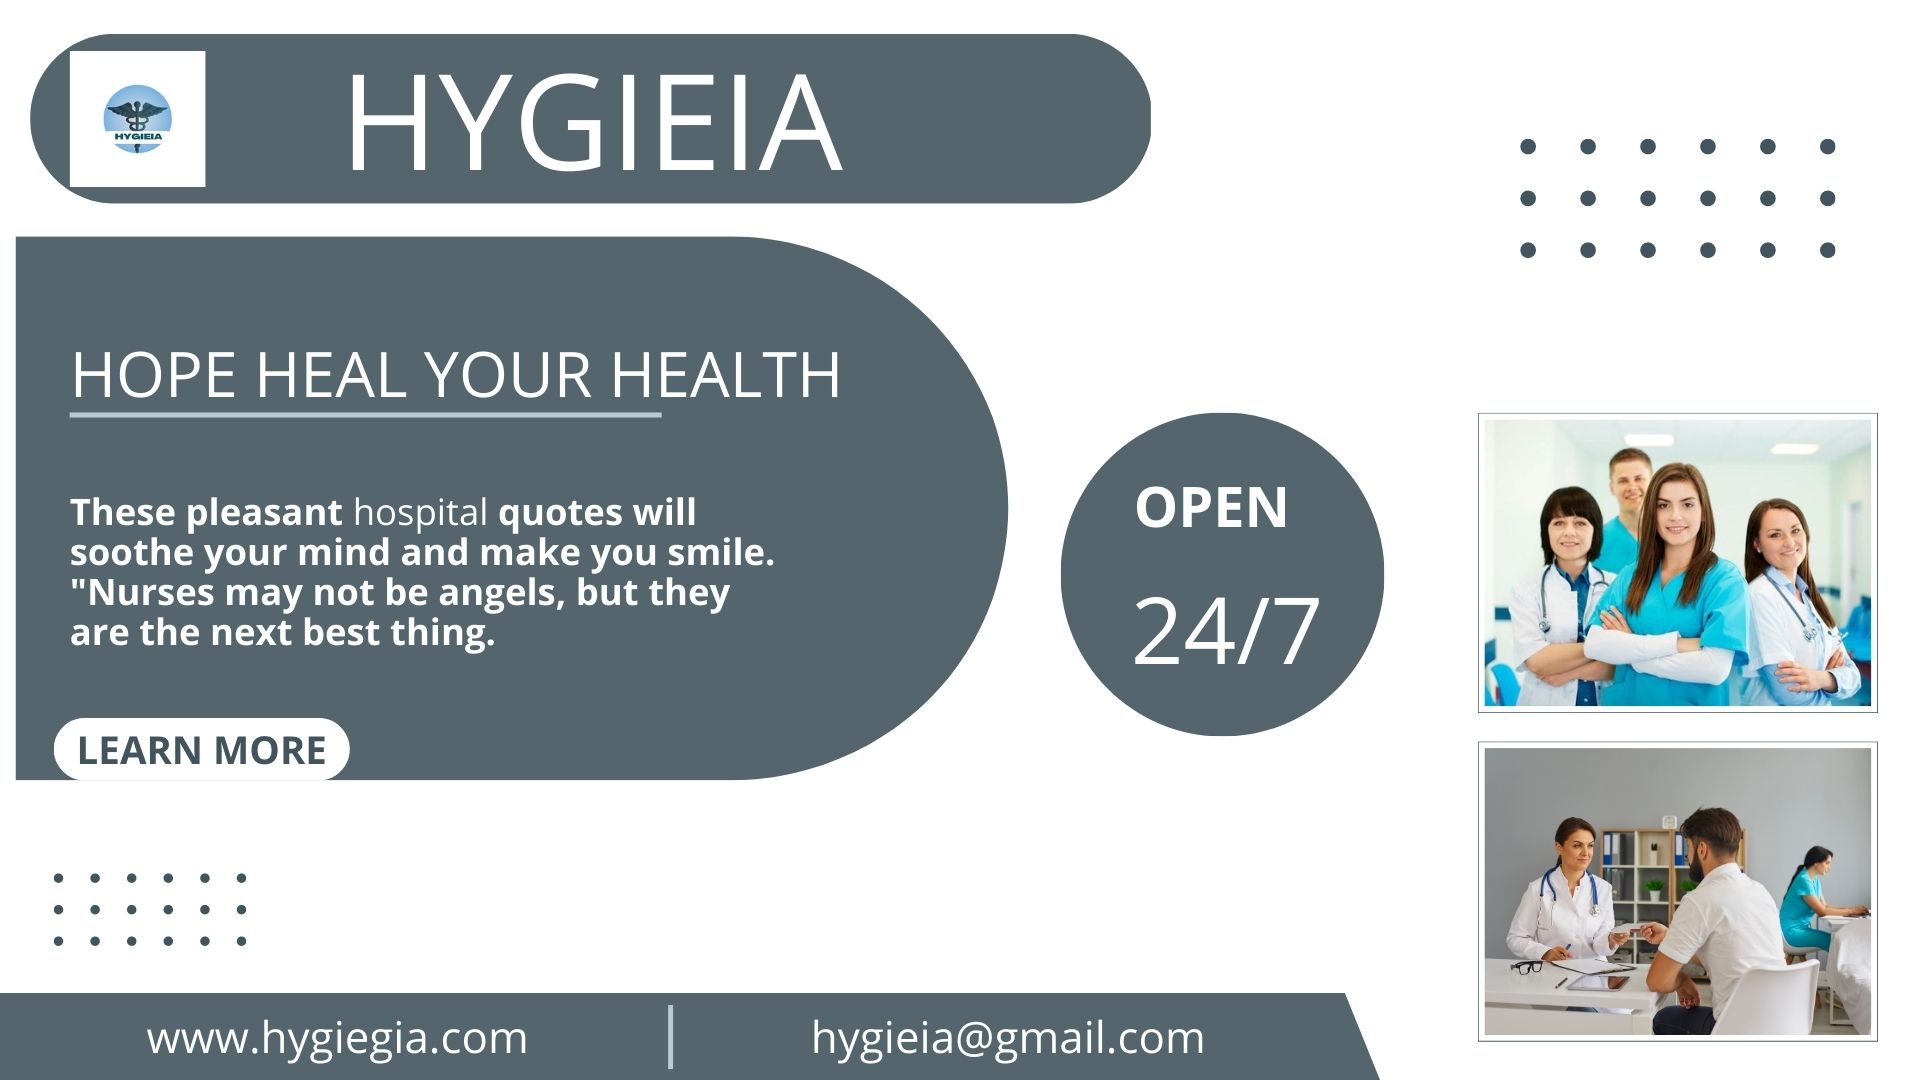 HYGIEIA
HYGIEIA
HOPE HEAL YOUR HEALTH
These pleasant hospital quotes will
soothe your mind and make you smile.
"Nurses may not be angels, but they
are the next best thing.
LEARN MORE
OPEN
24/7
www.hygiegia.com
hygieia@gmail.com